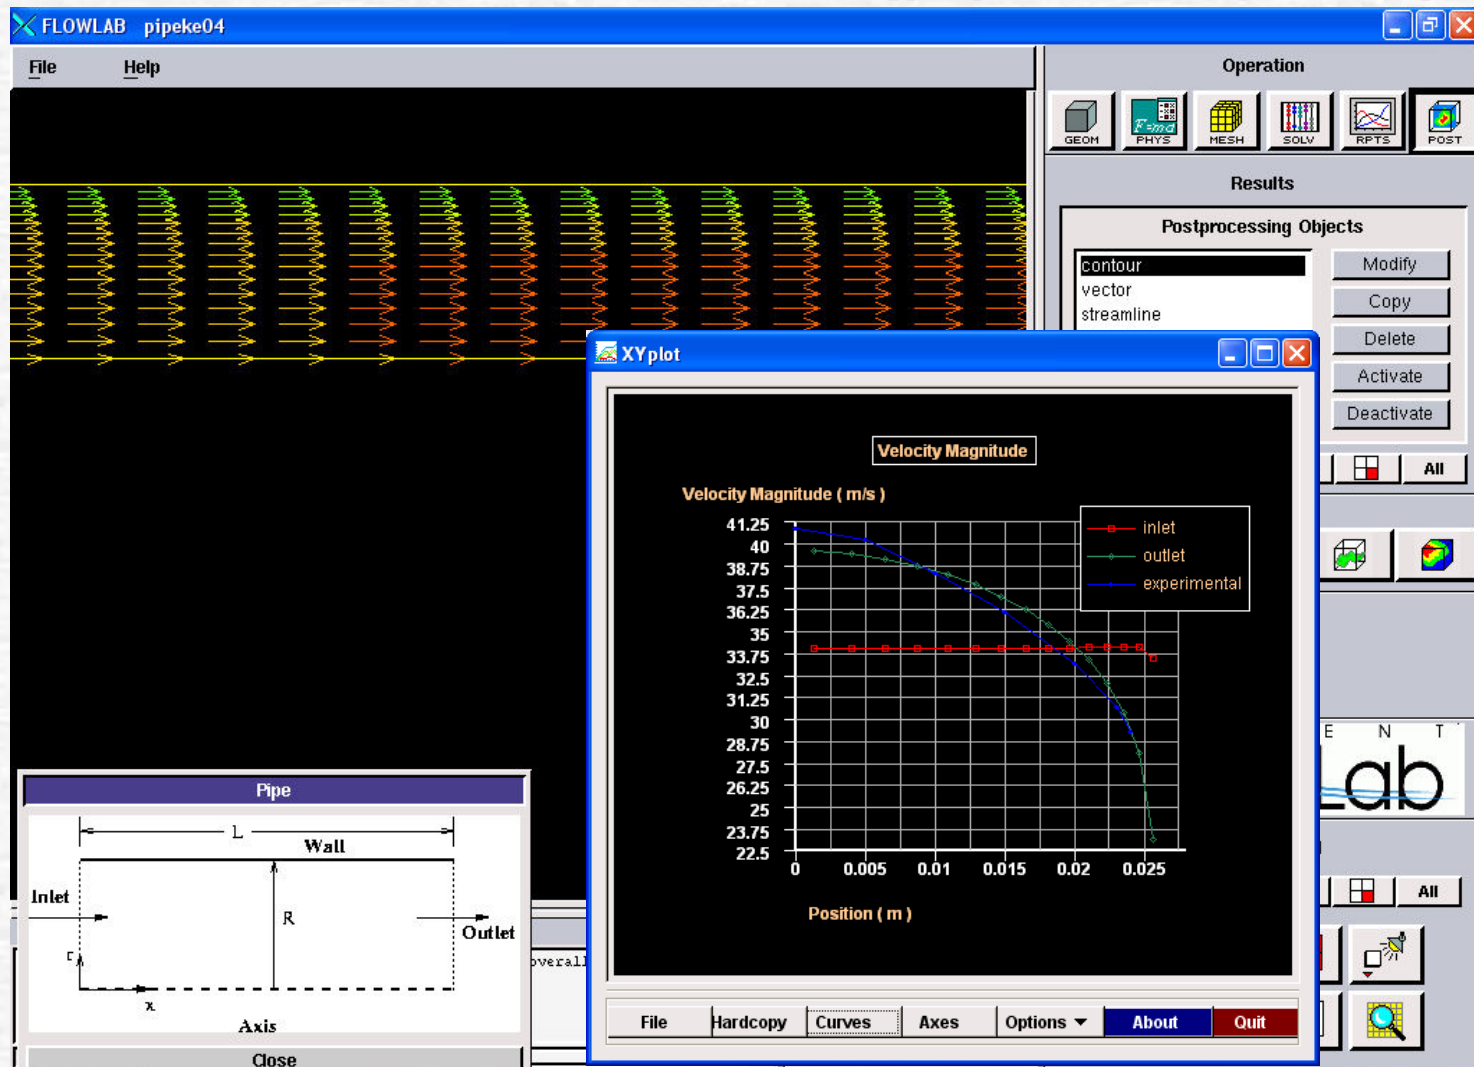 FLOWLAB pipeke04
File Help
Operation
GEOM
F=ma
PHYS
MESH
SOLV
RPTS
POST
Results
Postprocessing Objects
contour
vector
streamline
Modify
Copy
Delete
Activate
Deactivate
All
XYplot
Velocity Magnitude
Velocity Magnitude ( m/s )
41.25
40
38.75
37.5
36.25
35
33.75
32.5
31.25
30
28.75
27.5
26.25
25
23.75
22.5
0 0.005 0.01 0.015 0.02 0.025
Position ( m )
inlet
outlet
experimental
File Hardcopy Curves Axes Options About Quit
E N T
Lab
All
Pipe
L
Wall
Inlet
R
Outlet
r
x
Axis
Close
overall